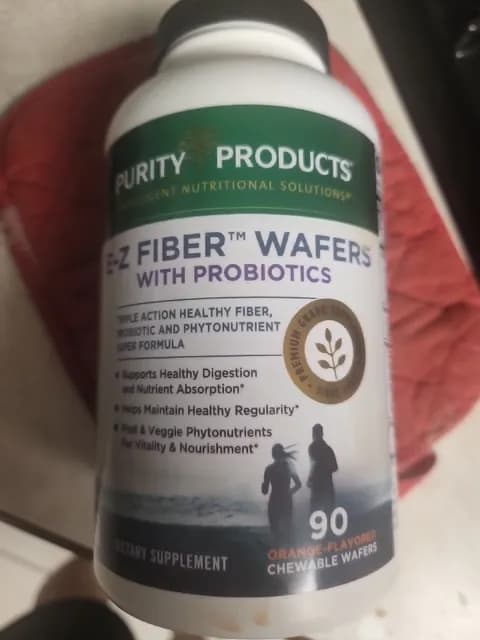 PURITY PRODUCTS
NUTRITIONAL SOLUTIONS
E-Z FIBER™ WAFERS
WITH PROBIOTICS
TRIPLE ACTION HEALTHY FIBER,
PROBIOTIC AND PHYTONUTRIENT
SUPER FORMULA
PREMIUM GRADE
Supports Healthy Digestion
and Nutrient Absorption*
Helps Maintain Healthy Regularity*
Fruit & Veggie Phytonutrients
For Vitality & Nourishment*
90
ORANGE-FLAVORED
DIETARY SUPPLEMENT
CHEWABLE WAFERS